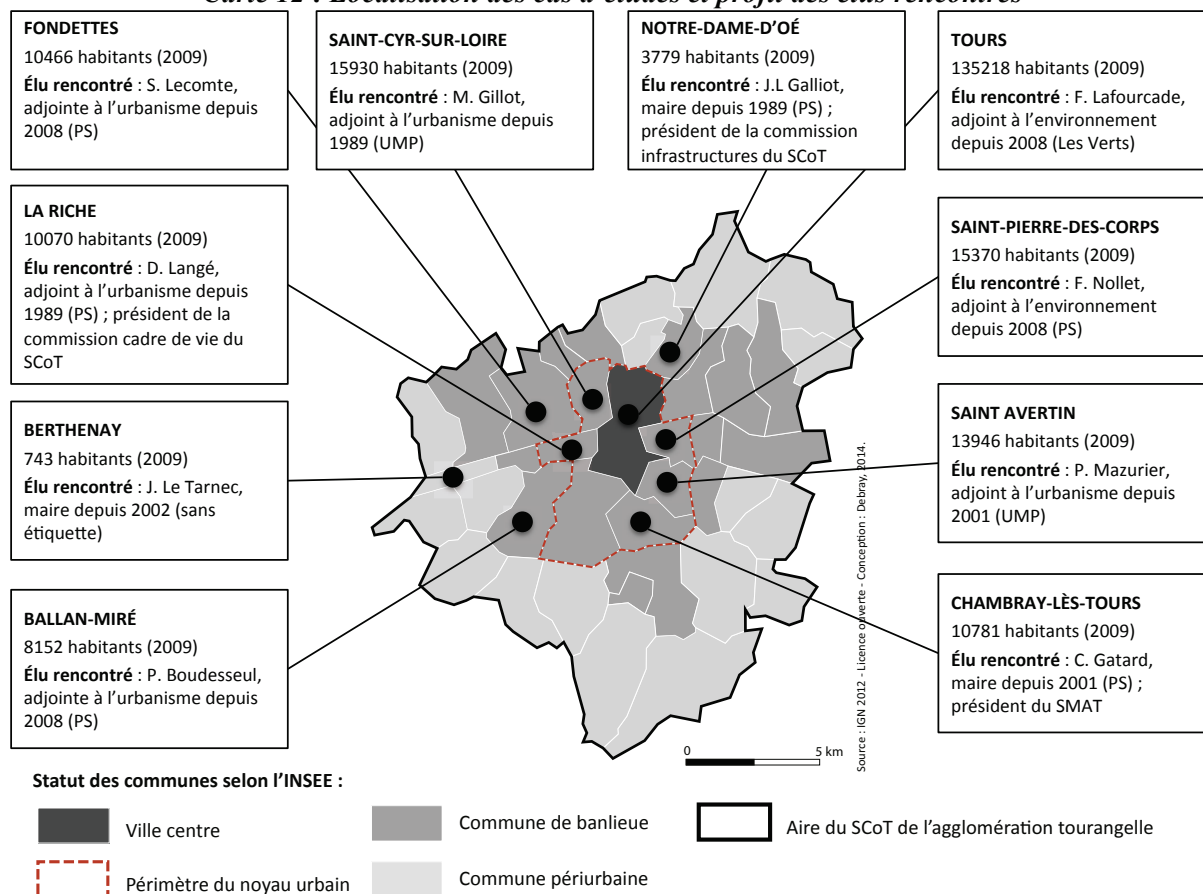 Carte 12 : Localisation des cas d'études et profil des élus rencontrés
FONDETTES
10466 habitants (2009)
Élu rencontré : S. Lecomte,
adjointe à l'urbanisme depuis
2008 (PS)
SAINT-CYR-SUR-LOIRE
15930 habitants (2009)
Élu rencontré : M. Gillot,
adjoint à l'urbanisme depuis
1989 (UMP)
NOTRE-DAME-D'OÉ
3779 habitants (2009)
Élu rencontré : J.L Galliot,
maire depuis 1989 (PS) ;
président de la commission
infrastructures du SCoT
TOURS
135218 habitants (2009)
Élu rencontré : F. Lafourcade,
adjoint à l'environnement
depuis 2008 (Les Verts)
LA RICHE
10070 habitants (2009)
Élu rencontré : D. Langé,
adjoint à l'urbanisme depuis
1989 (PS) ; président de la
commission cadre de vie du
SCoT
SAINT-PIERRE-DES-CORPS
15370 habitants (2009)
Élu rencontré : F. Nollet,
adjoint à l'environnement
depuis 2008 (PS)
BERTHENAY
743 habitants (2009)
Élu rencontré : J. Le Tarnec,
maire depuis 2002 (sans
étiquette)
SAINT AVERTIN
13946 habitants (2009)
Élu rencontré : P. Mazurier,
adjoint à l'urbanisme depuis
2001 (UMP)
BALLAN-MIRÉ
8152 habitants (2009)
Élu rencontré : P. Boudesseul,
adjointe à l'urbanisme depuis
2008 (PS)
CHAMBRAY-LÈS-TOURS
10781 habitants (2009)
Élu rencontré : C. Gatard,
maire depuis 2001 (PS) ;
président du SMAT
Source : IGN 2012 - Licence ouverte - Conception : Debray, 2014.
0 5 km
Statut des communes selon l'INSEE :
Ville centre
Commune de banlieue
Aire du SCoT de l'agglomération tourangelle
Périmètre du noyau urbain
Commune périurbaine